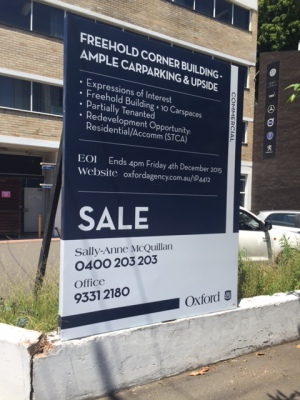 FREEHOLD CORNER BUILDING -
AMPLE CARPARKING & UPSIDE
• Expressions of Interest
• Freehold Building + 10 Carspaces
• Partially Tenanted
• Redevelopment Opportunity:
Residential/Accomm (STCA)
EOI Ends 4pm Friday 4th December 2015
Website oxfordagency.com.au/1P4412
COMMERCIAL
SALE
Sally-Anne McQuillan
0400 203 203
Office
9331 2180
Oxford